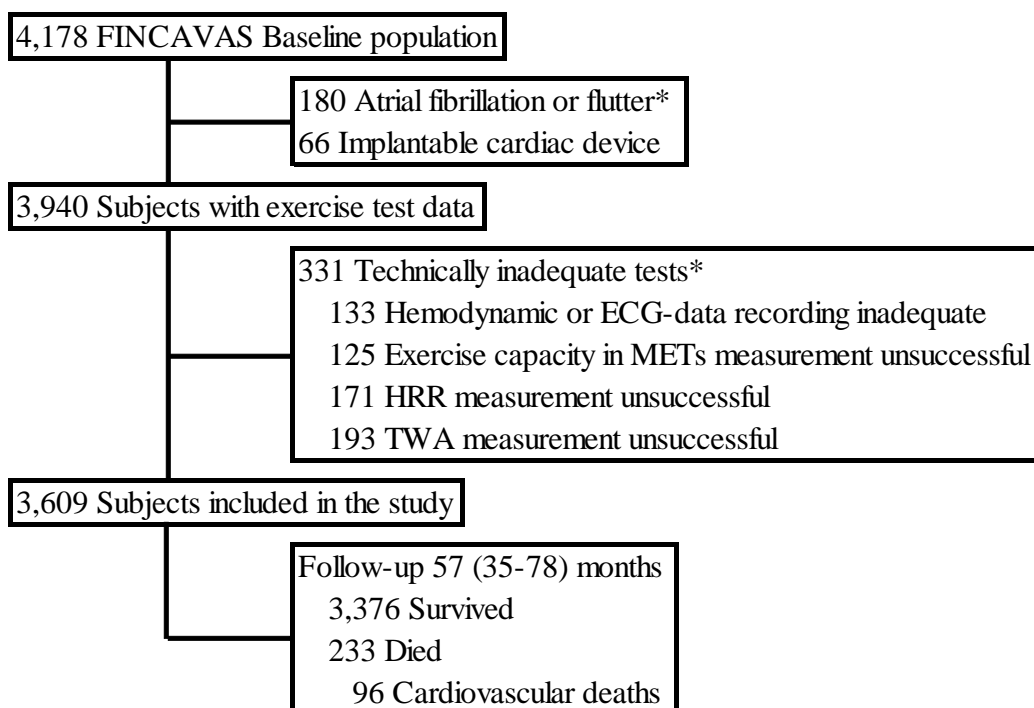 4,178 FINCAVAS Baseline population
180 Atrial fibrillation or flutter*
66 Implantable cardiac device
3,940 Subjects with exercise test data
331 Technically inadequate tests*
133 Hemodynamic or ECG-data recording inadequate
125 Exercise capacity in METs measurement unsuccessful
171 HRR measurement unsuccessful
193 TWA measurement unsuccessful
3,609 Subjects included in the study
Follow-up 57 (35-78) months
3,376 Survived
233 Died
96 Cardiovascular deaths